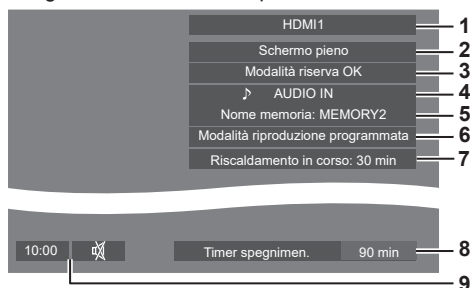 HDMI1 1
Schermo pieno 2
Modalità riserva OK 3
AUDIO IN 4
Nome memoria: MEMORY2 5
Modalità riproduzione programmata 6
Riscaldamento in corso: 30 min 7
10:00 Timer spegnimen. 90 min 8
9